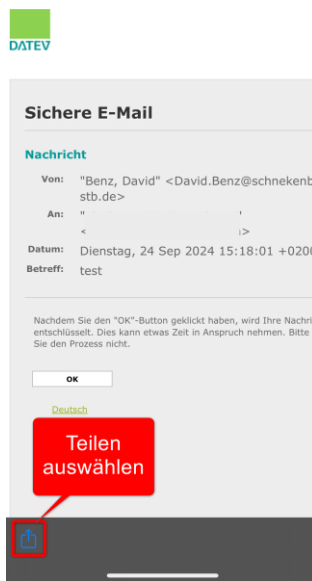 DATEV
Sichere E-Mail
Nachricht
Von: "Benz, David" <David.Benz@schnekenb
stb.de>
An: "
< >
Datum: Dienstag, 24 Sep 2024 15:18:01 +020
Betreff: test
Nachdem Sie den "OK"-Button geklickt haben, wird Ihre Nachri
entschlüsselt. Dies kann etwas Zeit in Anspruch nehmen. Bitte
Sie den Prozess nicht.
OK
Deutsch
Teilen
auswählen